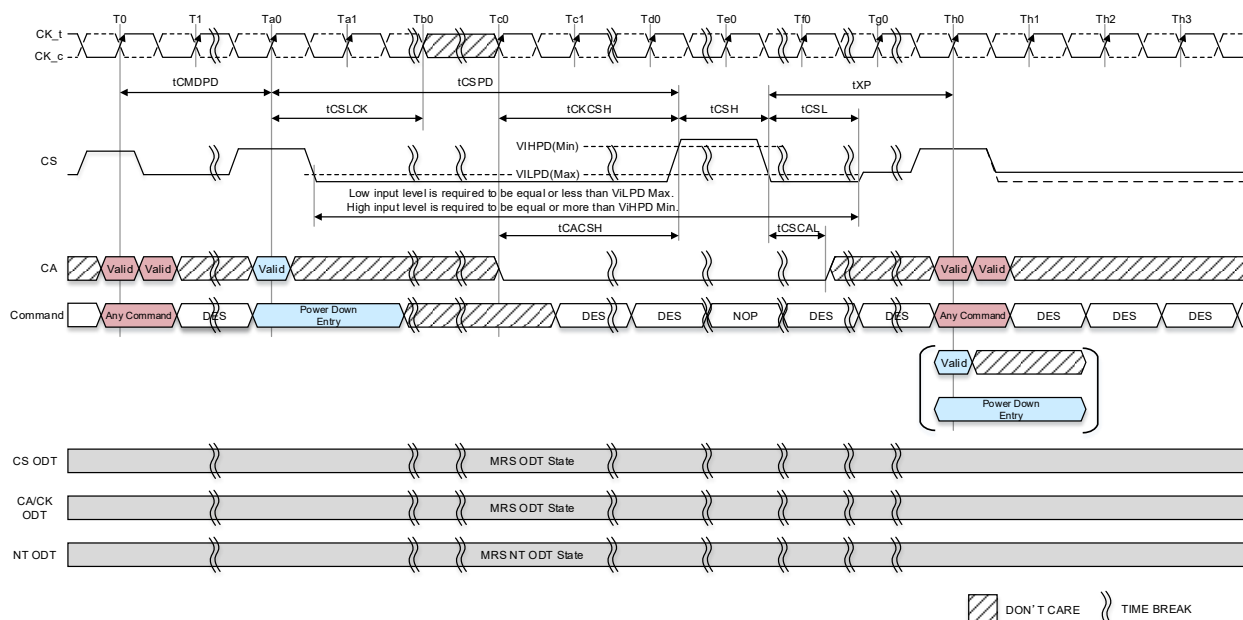 T0 T1 Ta0 Ta1 Tb0 Tc0 Tc1 Td0 Te0 Tf0 Tg0 Th0 Th1 Th2 Th3
CK_t
CK_c
tCMDPD tCSPD tXP
tCSLCK tCKCSH tCSH tCSL
VIHPD(Min)
CS
VILPD(Max)
Low input level is required to be equal or less than ViLPD Max.
High input level is required to be equal or more than ViHPD Min.
tCACSH tCSCAL
CA Valid Valid Valid Valid Valid
Command Any Command DES Power Down Entry DES DES NOP DES DES Any Command DES DES DES
Valid
Power Down
Entry
CS ODT MRS ODT State
CA/CK
ODT
MRS ODT State
NT ODT MRS NT ODT State
DON'T CARE TIME BREAK